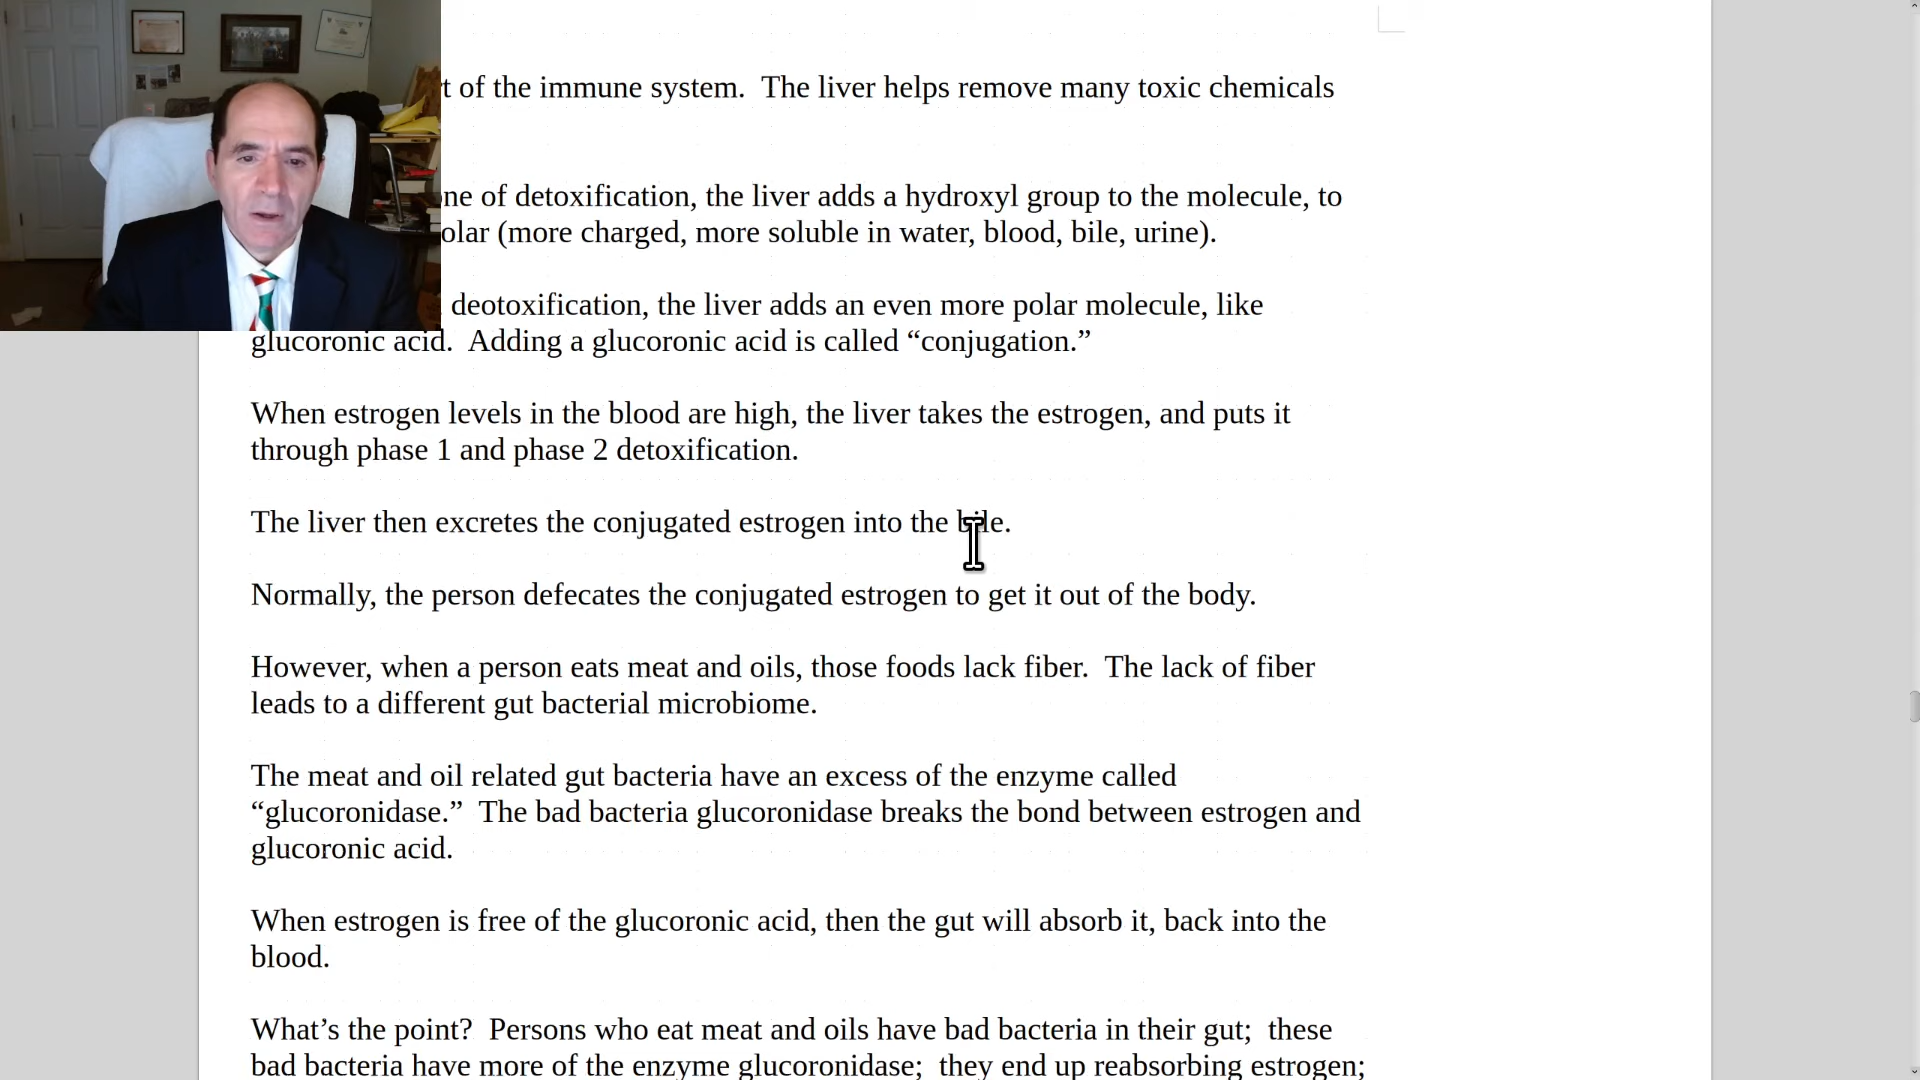 t of the immune system.  The liver helps remove many toxic chemicals
ne of detoxification, the liver adds a hydroxyl group to the molecule, to
olar (more charged, more soluble in water, blood, bile, urine).
deotoxification, the liver adds an even more polar molecule, like
glucoronic acid.  Adding a glucoronic acid is called “conjugation.”
When estrogen levels in the blood are high, the liver takes the estrogen, and puts it
through phase 1 and phase 2 detoxification.
The liver then excretes the conjugated estrogen into the bile.
Normally, the person defecates the conjugated estrogen to get it out of the body.
However, when a person eats meat and oils, those foods lack fiber.  The lack of fiber
leads to a different gut bacterial microbiome.
The meat and oil related gut bacteria have an excess of the enzyme called
“glucoronidase.”  The bad bacteria glucoronidase breaks the bond between estrogen and
glucoronic acid.
When estrogen is free of the glucoronic acid, then the gut will absorb it, back into the
blood.
What’s the point?  Persons who eat meat and oils have bad bacteria in their gut;  these
bad bacteria have more of the enzyme glucoronidase;  they end up reabsorbing estrogen;